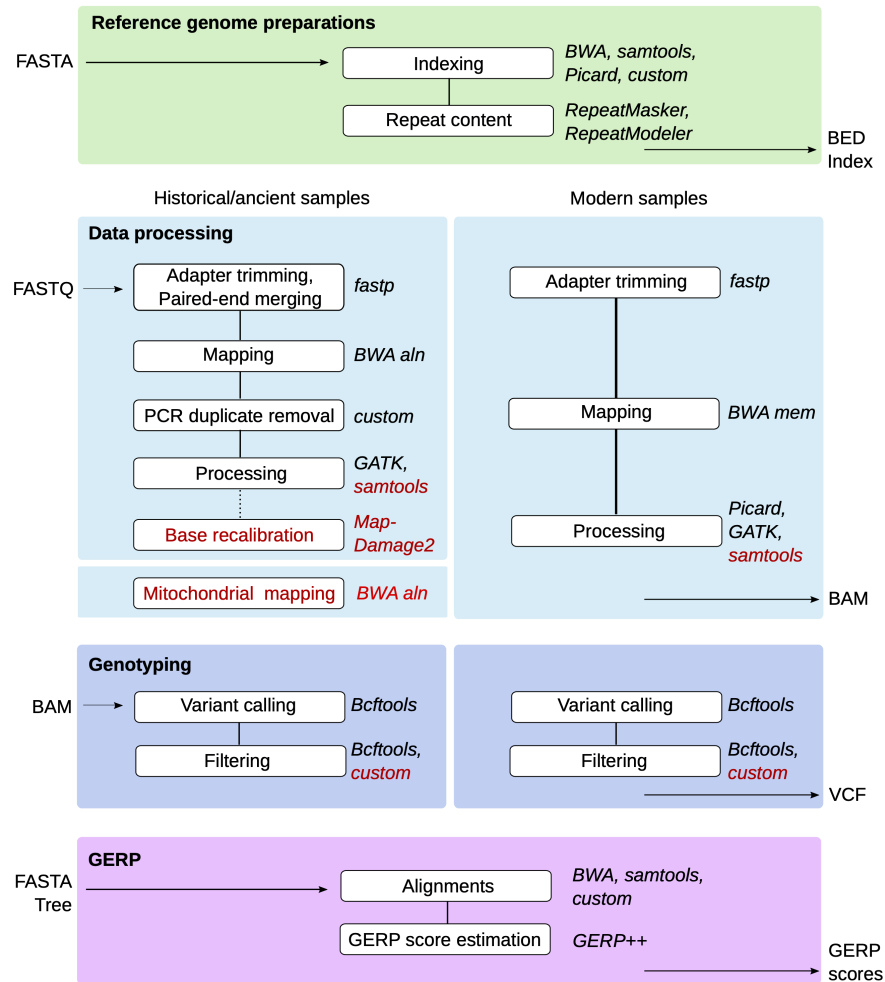 Reference genome preparations
FASTA
Indexing
BWA, samtools,
Picard, custom
Repeat content
RepeatMasker,
RepeatModeler
BED
Index
Historical/ancient samples
Modern samples
Data processing
FASTQ
Adapter trimming,
Paired-end merging
fastp
Mapping
BWA aln
PCR duplicate removal
custom
Processing
GATK,
samtools
Base recalibration
Map-
Damage2
Mitochondrial mapping
BWA aln
Adapter trimming
fastp
Mapping
BWA mem
Processing
Picard,
GATK,
samtools
BAM
Genotyping
BAM
Variant calling
Bcftools
Filtering
Bcftools,
custom
Variant calling
Bcftools
Filtering
Bcftools,
custom
VCF
GERP
FASTA
Tree
Alignments
BWA, samtools,
custom
GERP score estimation
GERP++
GERP
scores